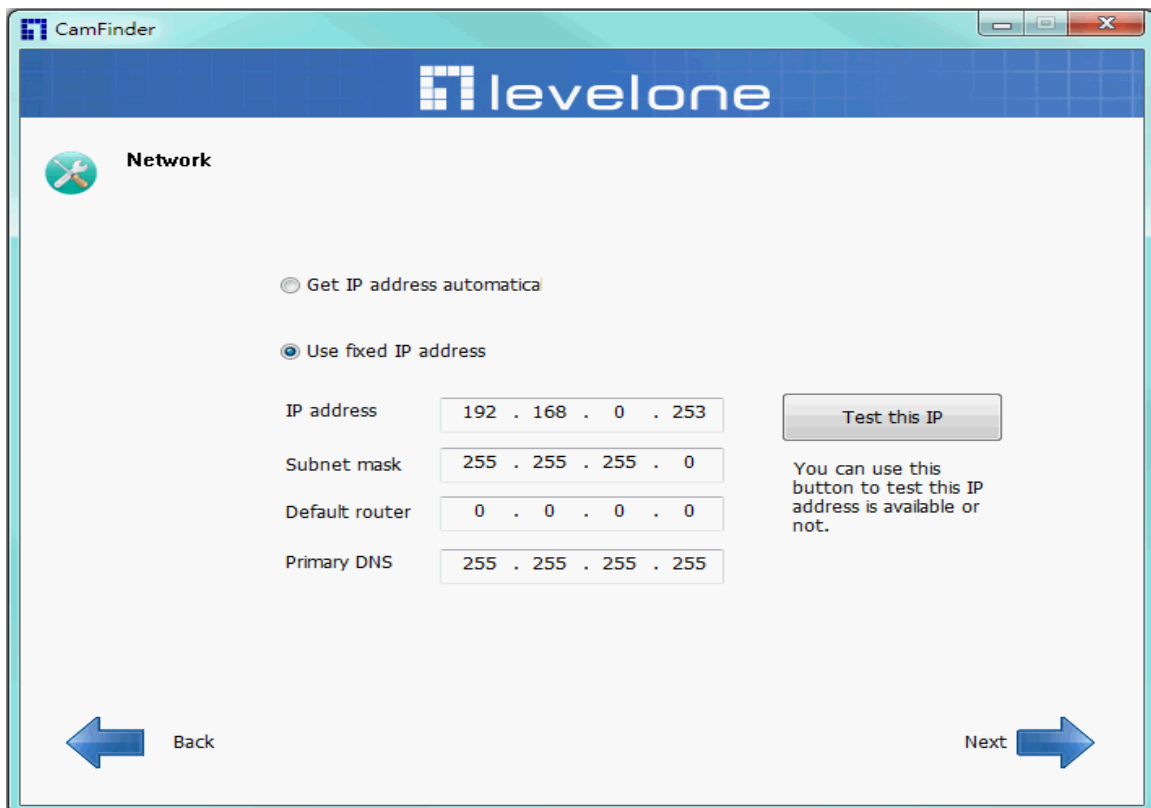 CamFinder
levelone
Network
Get IP address automatica
Use fixed IP address
IP address 192 . 168 . 0 . 253
Test this IP
Subnet mask 255 . 255 . 255 . 0
You can use this
button to test this IP
address is available or
not.
Default router 0 . 0 . 0 . 0
Primary DNS 255 . 255 . 255 . 255
Back
Next